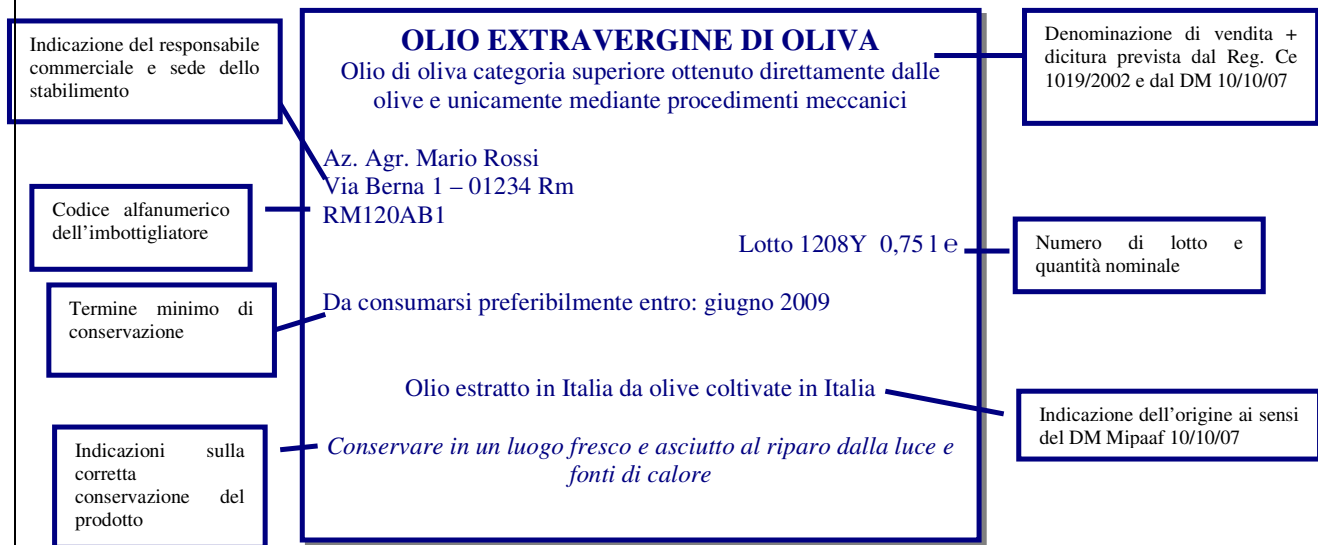 Indicazione del responsabile
commerciale e sede dello
stabilimento
OLIO EXTRAVERGINE DI OLIVA
Olio di oliva categoria superiore ottenuto direttamente dalle
olive e unicamente mediante procedimenti meccanici
Denominazione di vendita +
dicitura prevista dal Reg. Ce
1019/2002 e dal DM 10/10/07
Az. Agr. Mario Rossi
Via Berna 1 – 01234 Rm
RM120AB1
Codice alfanumerico
dell’imbottigliatore
Lotto 1208Y 0,75 l ℮
Numero di lotto e
quantità nominale
Termine minimo di
conservazione
Da consumarsi preferibilmente entro: giugno 2009
Olio estratto in Italia da olive coltivate in Italia
Indicazione dell’origine ai sensi
del DM Mipaaf 10/10/07
Indicazioni sulla
corretta
conservazione del
prodotto
Conservare in un luogo fresco e asciutto al riparo dalla luce e
fonti di calore